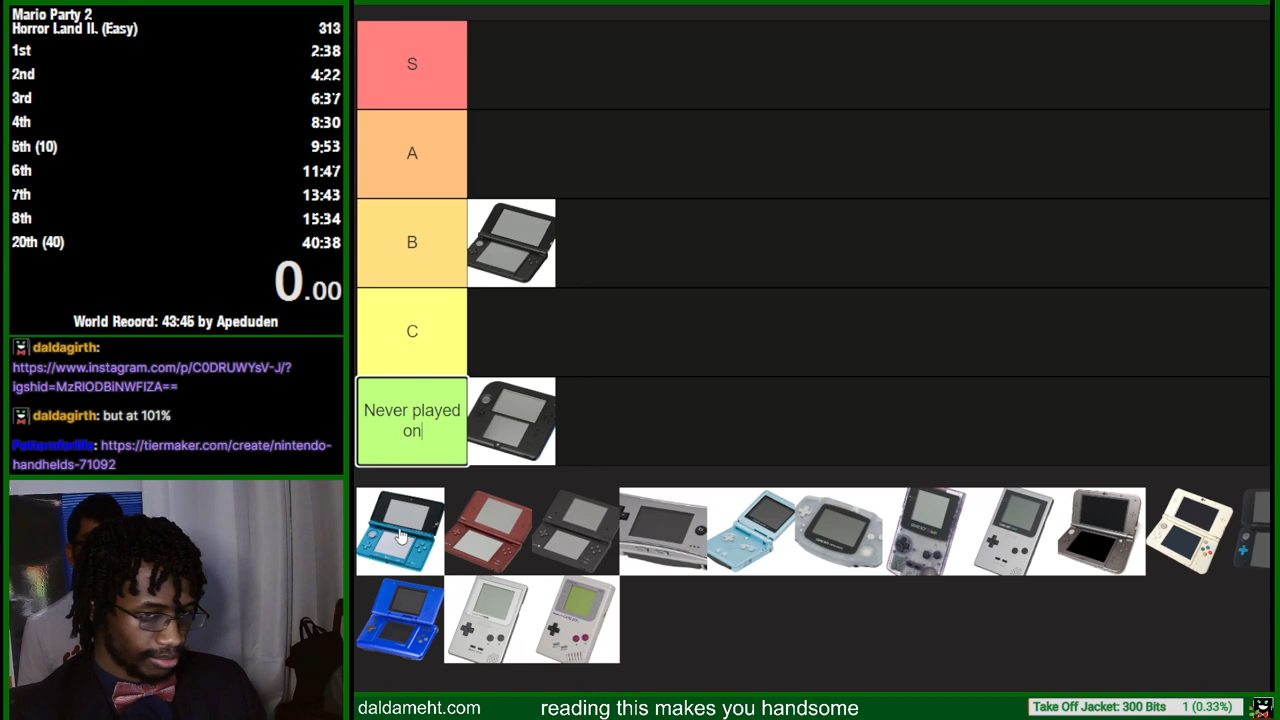 Mario Party 2
Horror Land II. (Easy) 313
1st 2:38
2nd 4:22
3rd 6:37
4th 8:30
5th (10) 9:53
6th 11:47
7th 13:43
8th 15:34
20th (40) 40:38
0.00
World Record: 43:45 by Apeduden
daldagirth:
https://www.instagram.com/p/C0DRUWYsV-J/?
igshid=MzRlODBiNWFlZA==
daldagirth: but at 101%
https://tiermaker.com/create/nintendo-
handhelds-71092
S
A
B
C
Never played
on
daldameht.com
reading this makes you handsome
Take Off Jacket: 300 Bits 1 (0.33%)